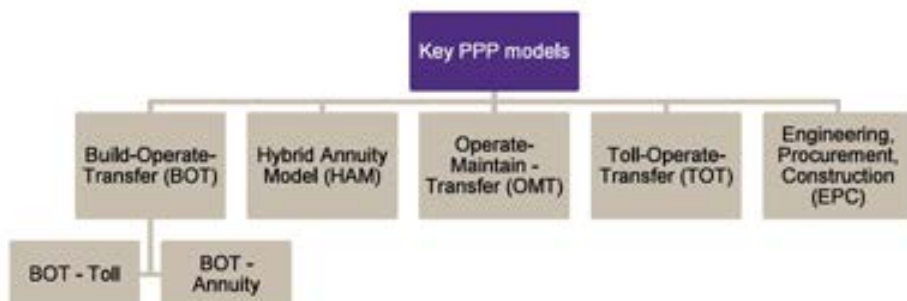 Key PPP models
Build-Operate-
Transfer (BOT)
Hybrid Annuity
Model (HAM)
Operate-
Maintain -
Transfer (OMT)
Toll-Operate-
Transfer (TOT)
Engineering,
Procurement,
Construction
(EPC)
BOT - Toll
BOT -
Annuity